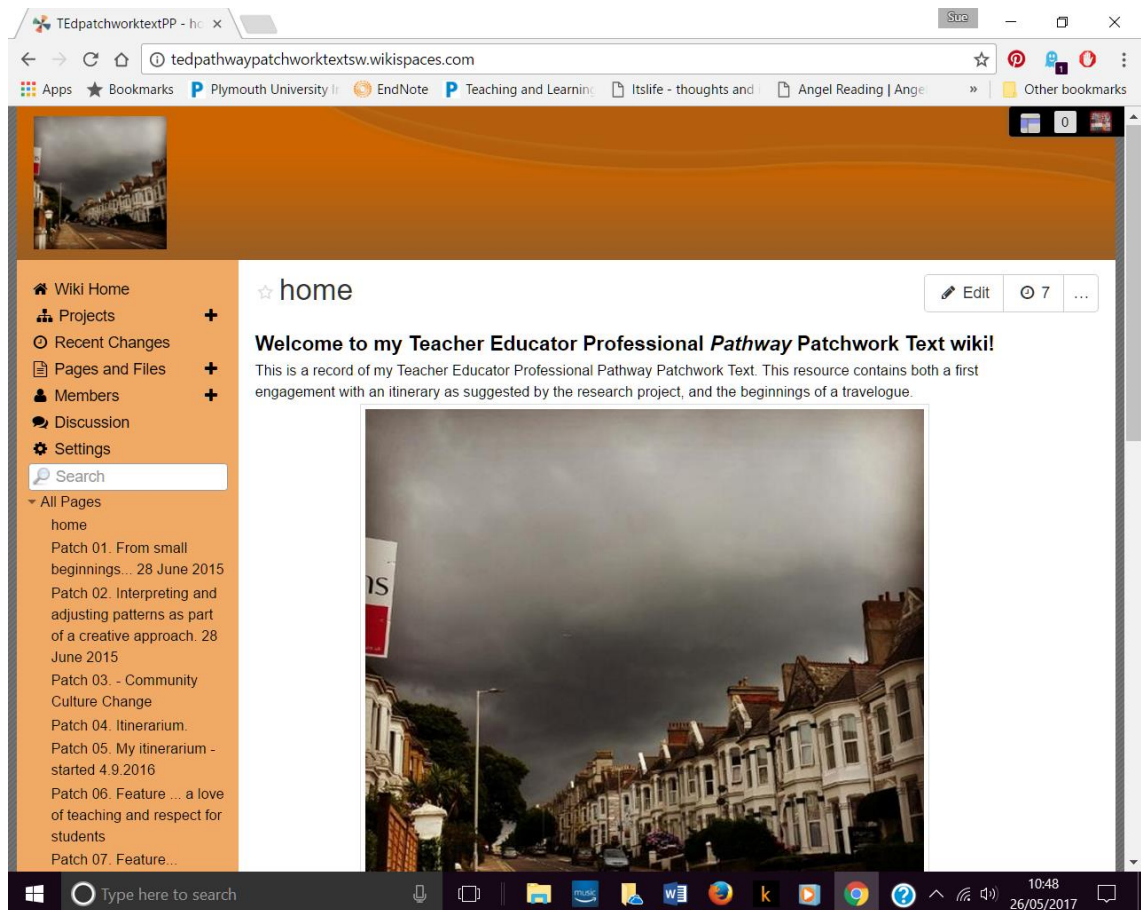 TEdpatchworktextPP - ho
Sue
tedpathwaypatchworktextsw.wikispaces.com
1
Apps Bookmarks Plymouth University In EndNote Teaching and Learning Itslife - thoughts and i Angel Reading | Ange » Other bookmarks
0
Wiki Home
Projects
Recent Changes
Pages and Files
Members
Discussion
Settings
Search
All Pages
home
Patch 01. From small
beginnings... 28 June 2015
Patch 02. Interpreting and
adjusting patterns as part
of a creative approach. 28
June 2015
Patch 03. - Community
Culture Change
Patch 04. Itinerarium.
Patch 05. My itinerarium -
started 4.9.2016
Patch 06. Feature ... a love
of teaching and respect for
students
Patch 07. Feature...
home
Edit 7 ...
Welcome to my Teacher Educator Professional Pathway Patchwork Text wiki!
This is a record of my Teacher Educator Professional Pathway Patchwork Text. This resource contains both a first
engagement with an itinerary as suggested by the research project, and the beginnings of a travelogue.
ns
Type here to search
music
w
k
?
10:48
26/05/2017